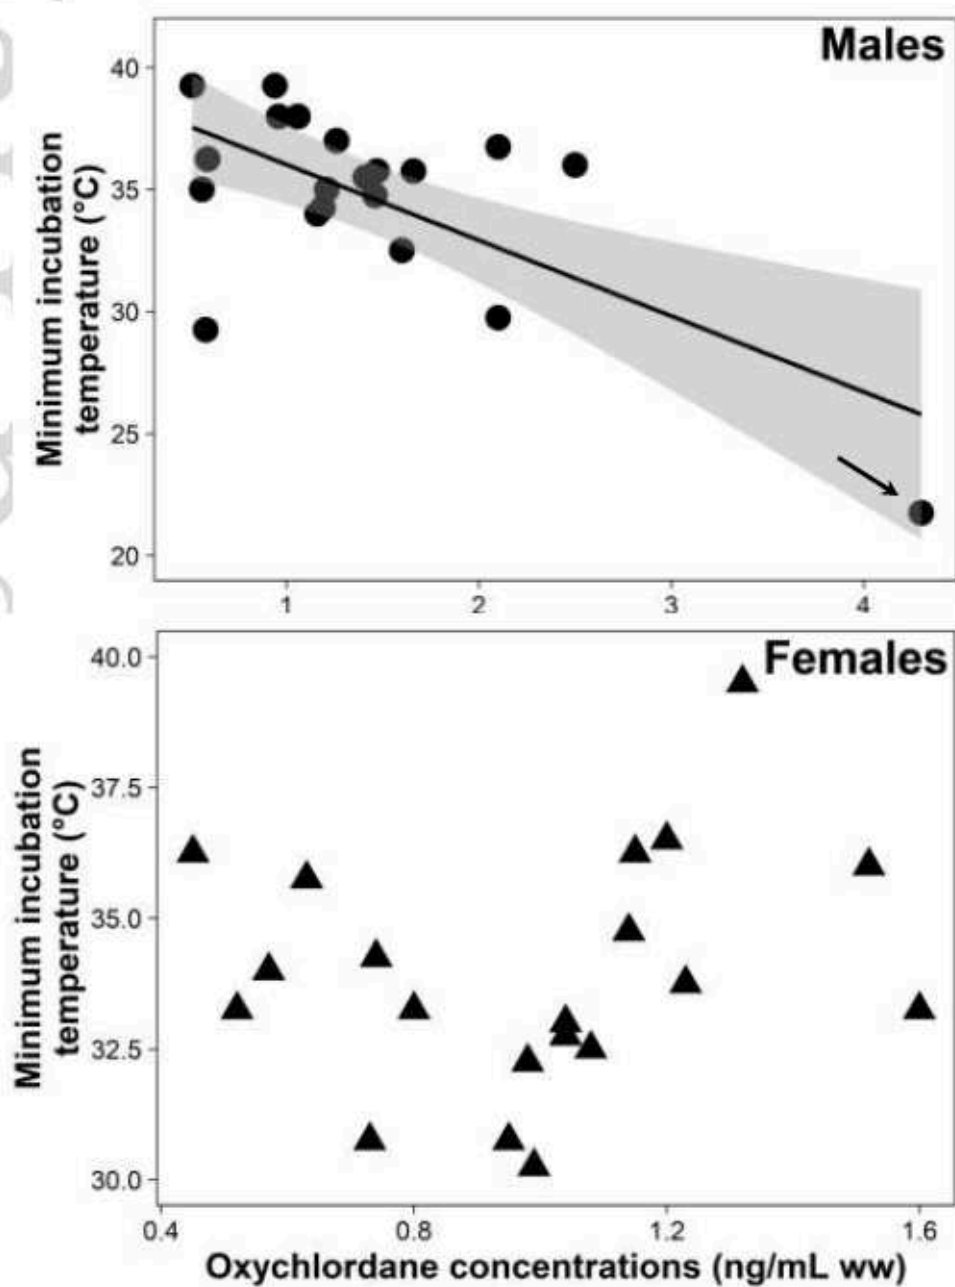 Males
Minimum incubation
temperature (°C)
40
35
30
25
20
1 2 3 4
Females
Minimum incubation
temperature (°C)
40.0
37.5
35.0
32.5
30.0
0.4 0.8 1.2 1.6
Oxychlordane concentrations (ng/mL ww)